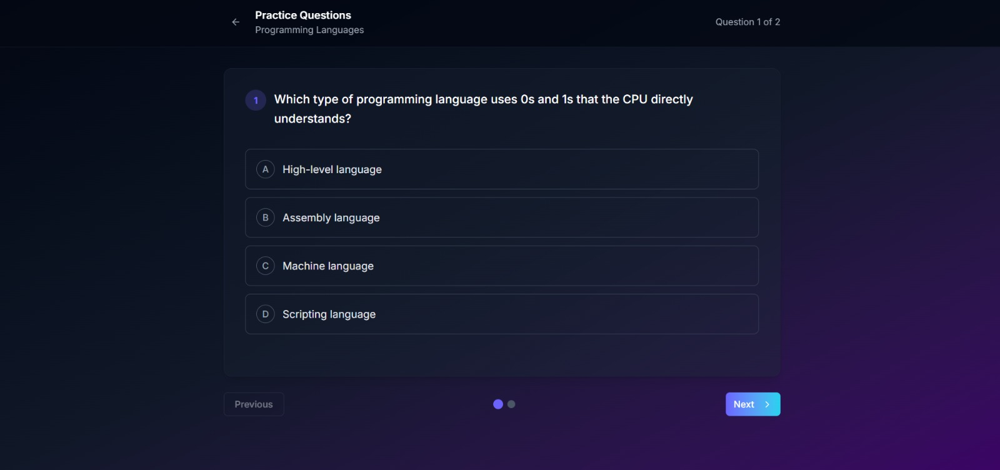 Practice Questions
Programming Languages
Question 1 of 2
1
Which type of programming language uses 0s and 1s that the CPU directly
understands?
A High-level language
B Assembly language
C Machine language
D Scripting language
Previous
Next